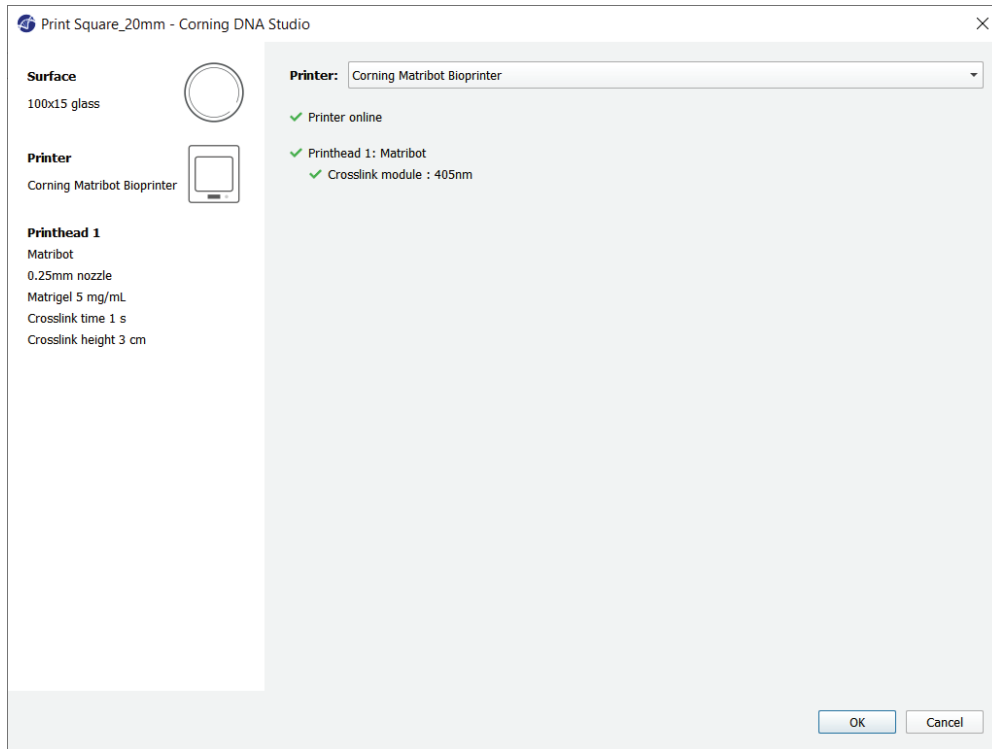 Print Square_20mm - Corning DNA Studio
Surface
100x15 glass
Printer
Corning Matribot Bioprinter
Printhead 1
Matribot
0.25mm nozzle
Matrigel 5 mg/mL
Crosslink time 1 s
Crosslink height 3 cm
Printer: Corning Matribot Bioprinter
Printer online
Printhead 1: Matribot
Crosslink module : 405nm
OK Cancel